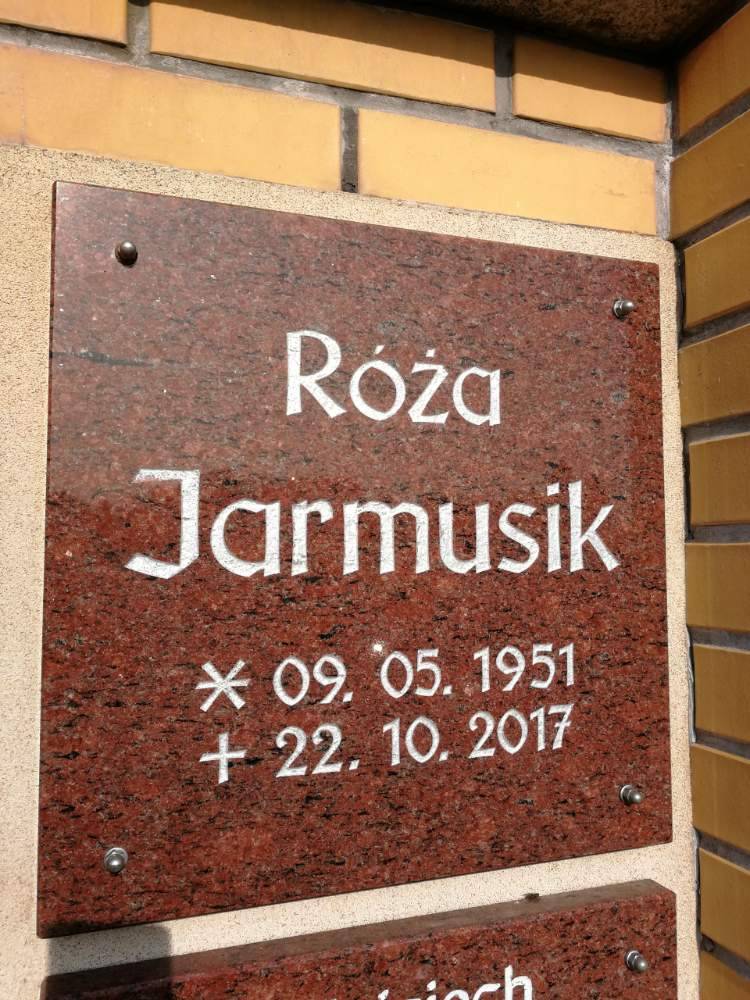 Róża
Jarmusik
* 09. 05. 1951
+ 22. 10. 2017